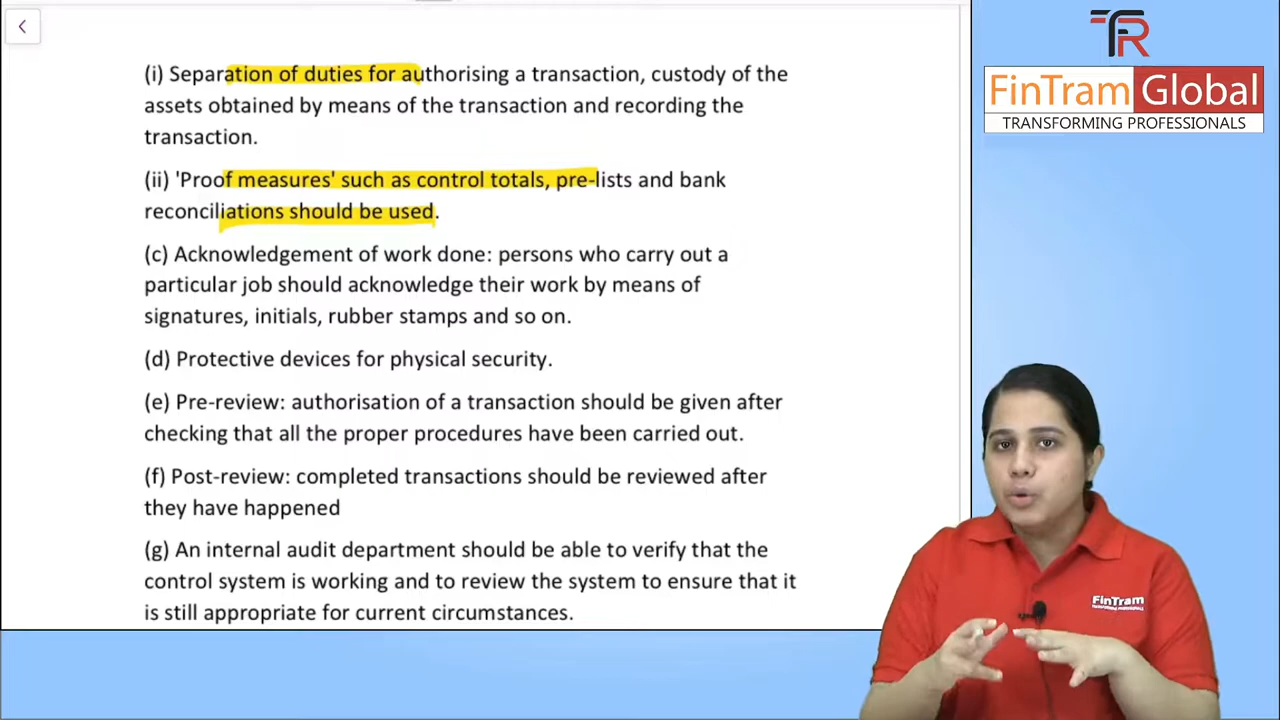 (i) Separation of duties for authorising a transaction, custody of the
assets obtained by means of the transaction and recording the
transaction.
(ii) 'Proof measures' such as control totals, pre-lists and bank
reconciliations should be used.
(c) Acknowledgement of work done: persons who carry out a
particular job should acknowledge their work by means of
signatures, initials, rubber stamps and so on.
(d) Protective devices for physical security.
(e) Pre-review: authorisation of a transaction should be given after
checking that all the proper procedures have been carried out.
(f) Post-review: completed transactions should be reviewed after
they have happened
(g) An internal audit department should be able to verify that the
control system is working and to review the system to ensure that it
is still appropriate for current circumstances.
FinTram Global
TRANSFORMING PROFESSIONALS
FinTram
TRANSFORMING PROFESSIONALS